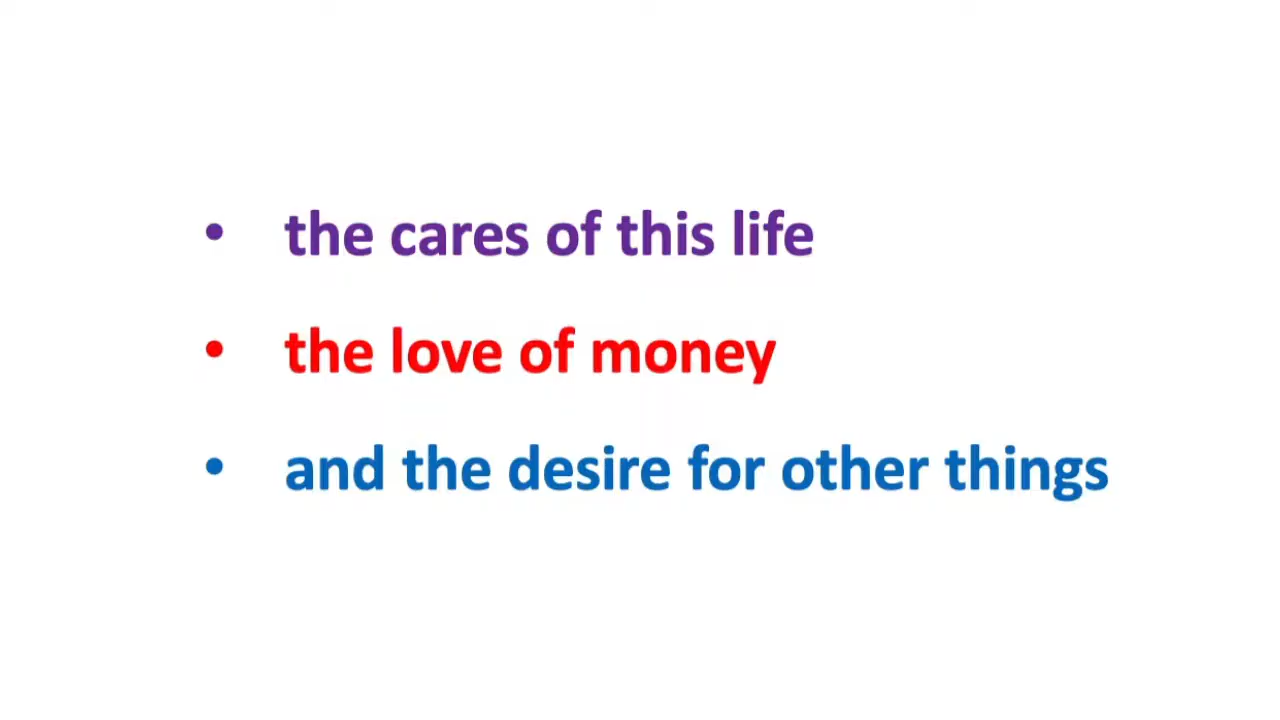 • the cares of this life
• the love of money
• and the desire for other things